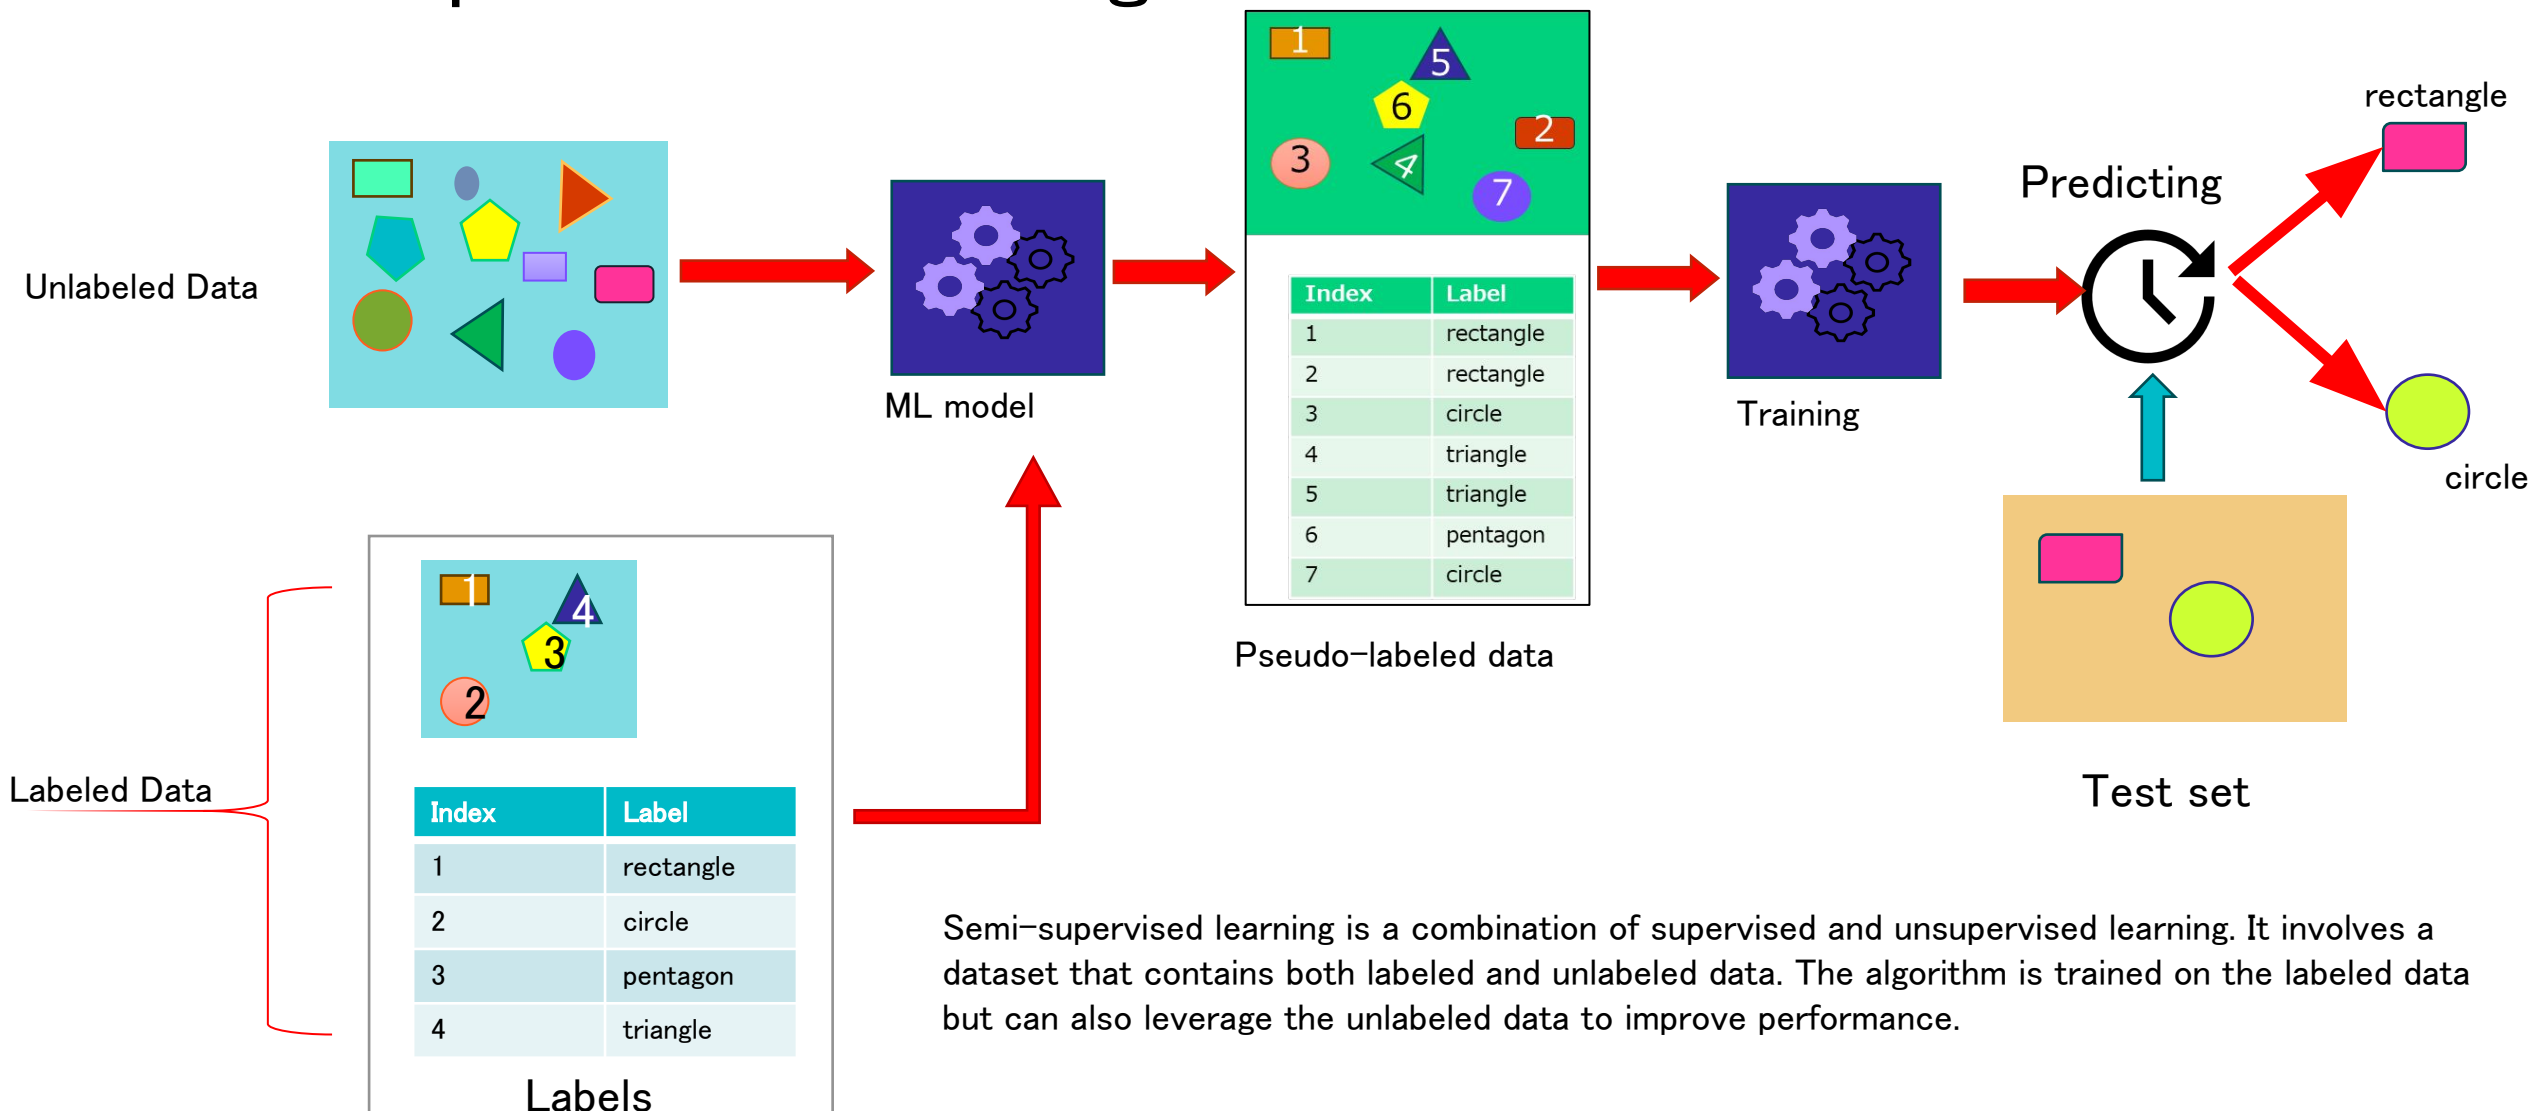 1
5
6
2
3
4
7
rectangle
Predicting
Unlabeled Data
Index Label
1 rectangle
2 rectangle
3 circle
4 triangle
5 triangle
6 pentagon
7 circle
ML model
Training
circle
Pseudo-labeled data
1
4
3
2
Test set
Labeled Data
Index Label
1 rectangle
2 circle
3 pentagon
4 triangle
Labels
Semi-supervised learning is a combination of supervised and unsupervised learning. It involves a
dataset that contains both labeled and unlabeled data. The algorithm is trained on the labeled data
but can also leverage the unlabeled data to improve performance.